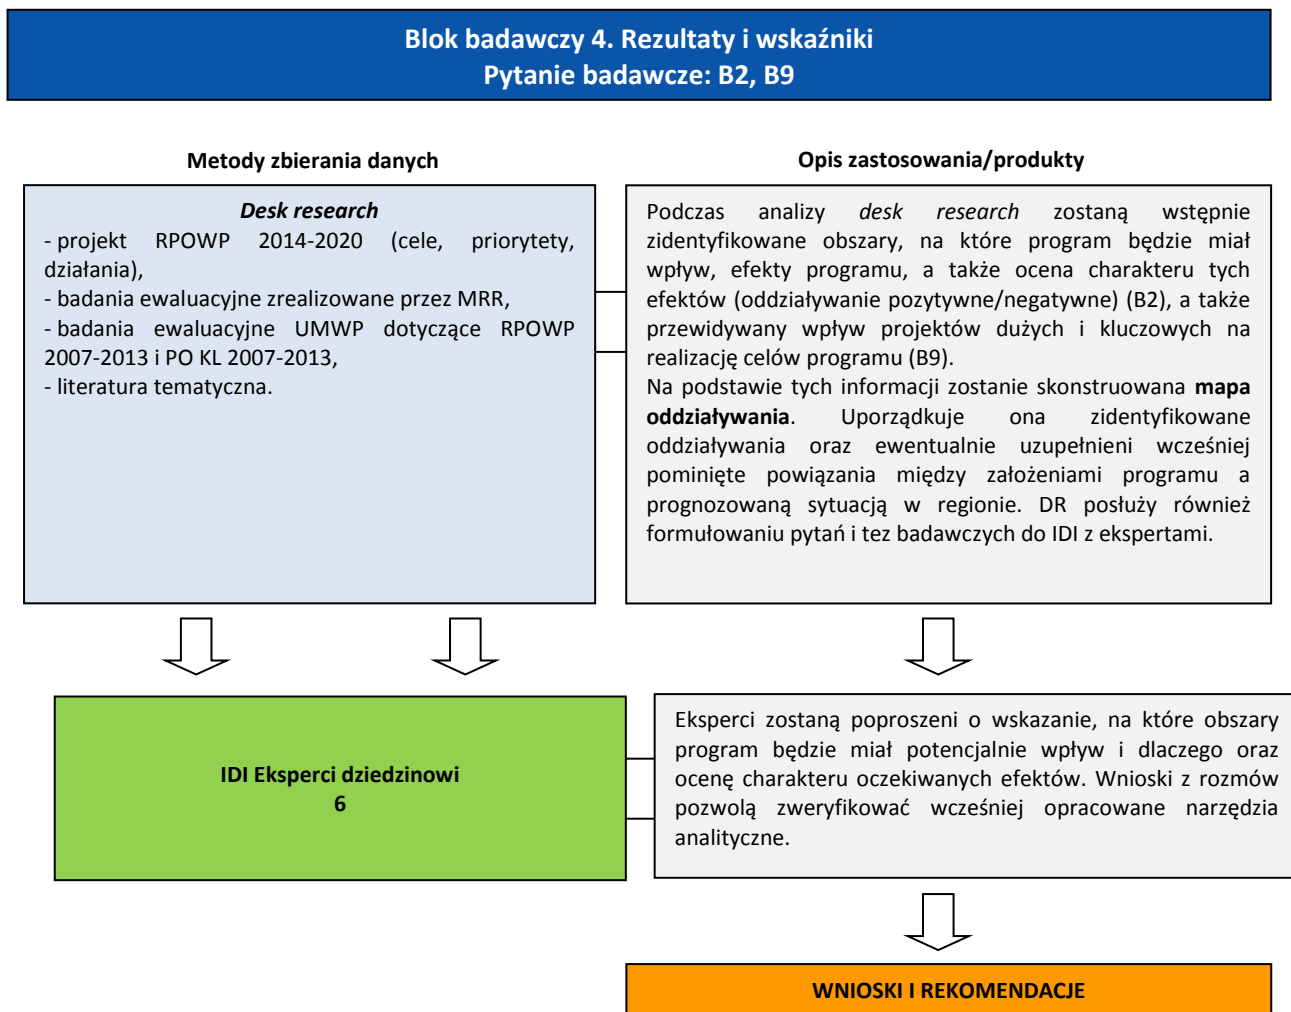 Blok badawczy 4. Rezultaty i wskaźniki
Pytanie badawcze: B2, B9
Metody zbierania danych
Desk research
- projekt RPOWP 2014-2020 (cele, priorytety,
działania),
- badania ewaluacyjne zrealizowane przez MRR,
- badania ewaluacyjne UMWP dotyczące RPOWP
2007-2013 i PO KL 2007-2013,
- literatura tematyczna.
Opis zastosowania/produkty
Podczas analizy desk research zostaną wstępnie
zidentyfikowane obszary, na które program będzie miał
wpływ, efekty programu, a także ocena charakteru tych
efektów (oddziaływanie pozytywne/negatywne) (B2), a także
przewidywany wpływ projektów dużych i kluczowych na
realizację celów programu (B9).
Na podstawie tych informacji zostanie skonstruowana mapa
oddziaływania. Uporządkuje ona zidentyfikowane
oddziaływania oraz ewentualnie uzupełnieni wcześniej
pominięte powiązania między założeniami programu a
prognozowaną sytuacją w regionie. DR posłuży również
formułowaniu pytań i tez badawczych do IDI z ekspertami.
IDI Eksperci dziedzinowi
6
Eksperci zostaną poproszeni o wskazanie, na które obszary
program będzie miał potencjalnie wpływ i dlaczego oraz
ocenę charakteru oczekiwanych efektów. Wnioski z rozmów
pozwolą zweryfikować wcześniej opracowane narzędzia
analityczne.
WNIOSKI I REKOMENDACJE